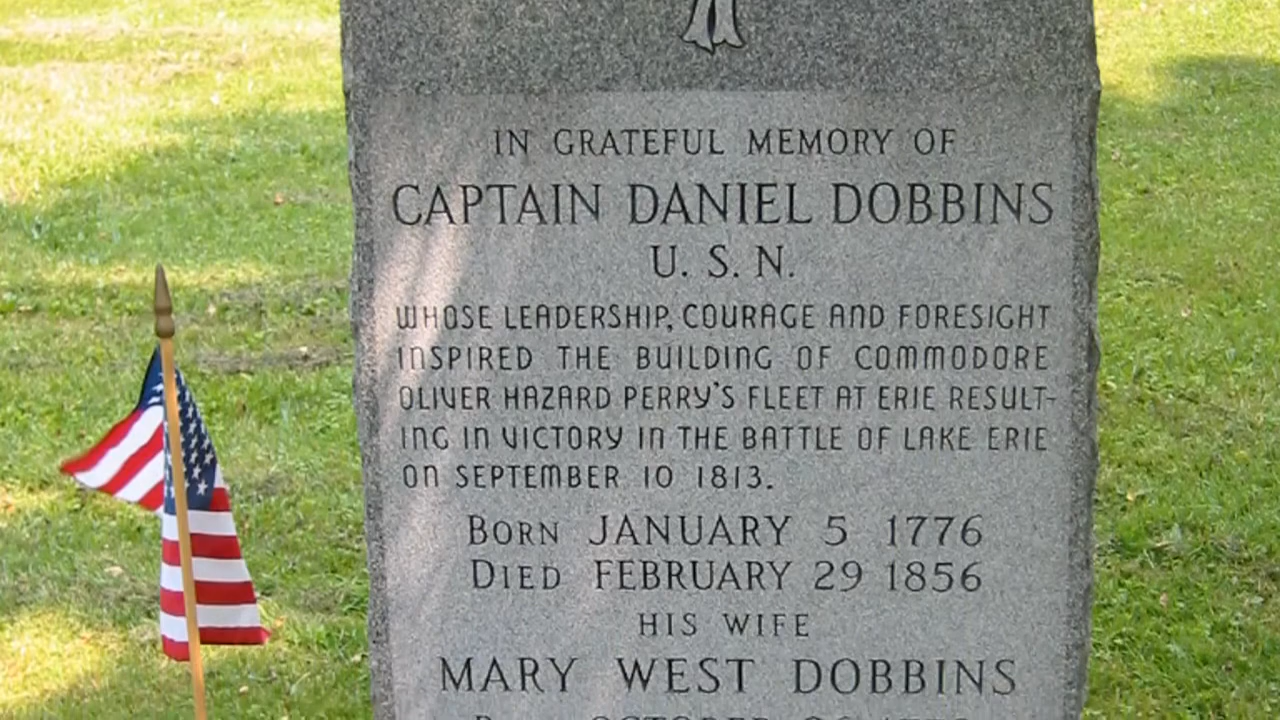 IN GRATEFUL MEMORY OF
CAPTAIN DANIEL DOBBINS
U. S. N.
WHOSE LEADERSHIP, COURAGE AND FORESIGHT
INSPIRED THE BUILDING OF COMMODORE
OLIVER HAZARD PERRY'S FLEET AT ERIE RESULT-
ING IN VICTORY IN THE BATTLE OF LAKE ERIE
ON SEPTEMBER 10 1813.
BORN JANUARY 5 1776
DIED FEBRUARY 29 1856
HIS WIFE
MARY WEST DOBBINS